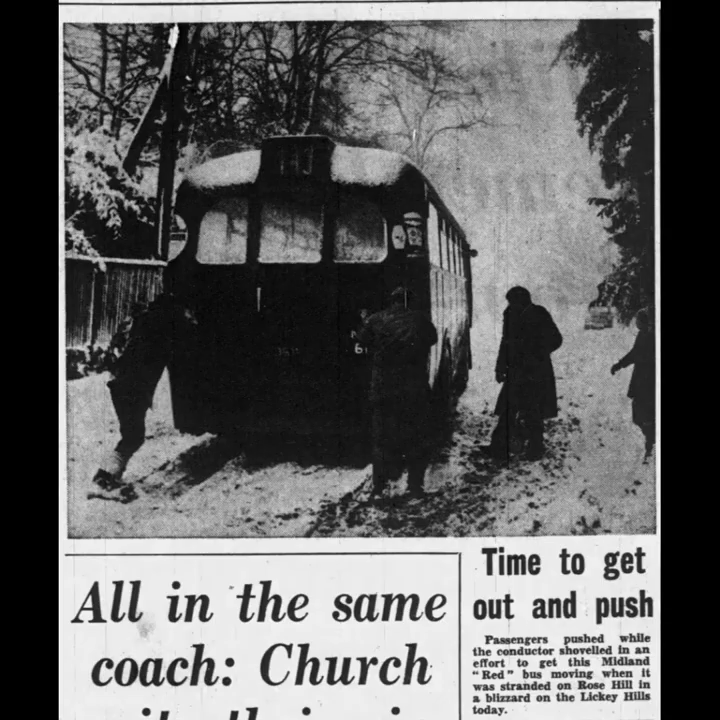 Time to get
out and push
Passengers pushed while
the conductor shovelled in an
effort to get this Midland
"Red" bus moving when it
was stranded on Rose Hill in
a blizzard on the Lickey Hills
today.
All in the same
coach: Church